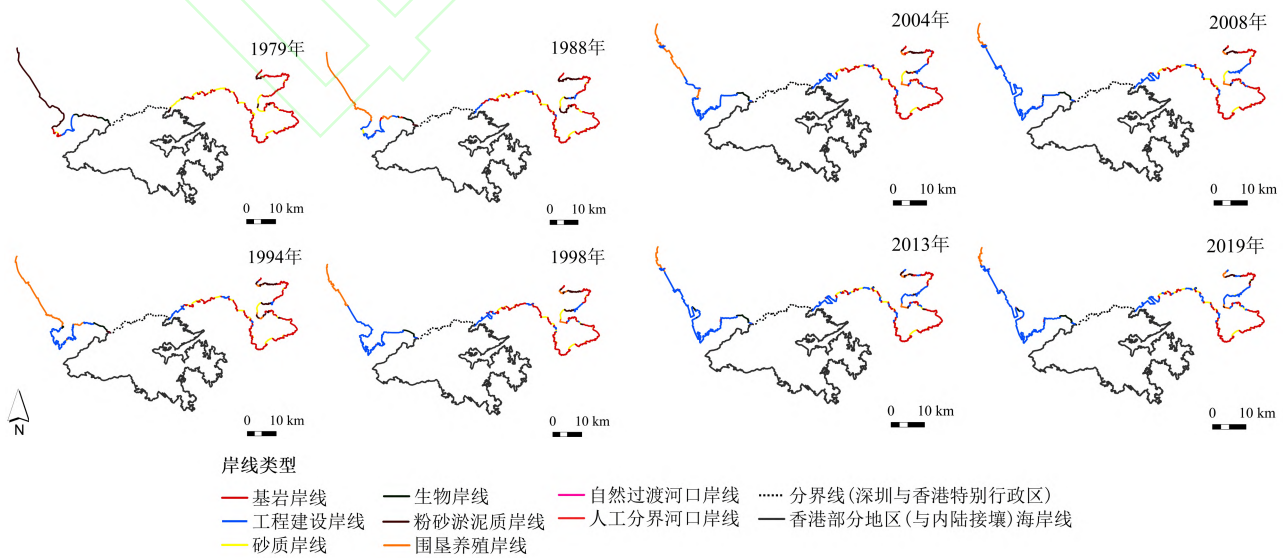 1979年
1988年
2004年
2008年
0 10 km
0 10 km
0 10 km
0 10 km
1994年
1998年
2013年
2019年
0 10 km
0 10 km
0 10 km
0 10 km
N
岸线类型
基岩岸线
生物岸线
自然过渡河口岸线
分界线(深圳与香港特别行政区)
工程建设岸线
粉砂淤泥质岸线
人工分界河口岸线
香港部分地区(与内陆接壤)海岸线
砂质岸线
围垦养殖岸线